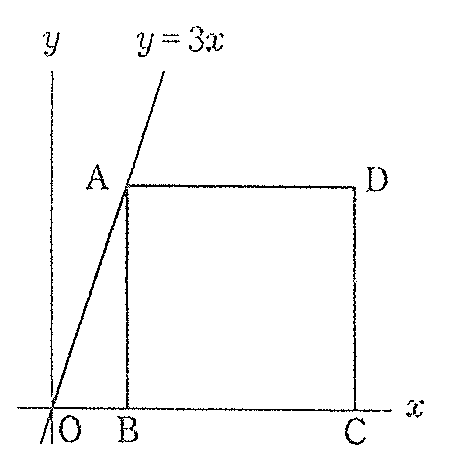 y y = 3x
A D
O B C x